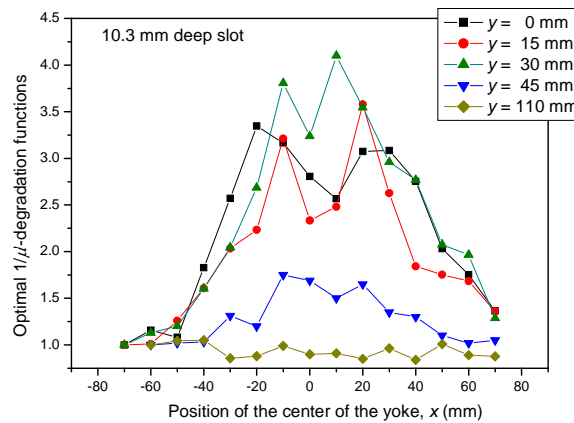 10.3 mm deep slot
y = 0 mm
y = 15 mm
y = 30 mm
y = 45 mm
y = 110 mm
Optimal 1/μ-degradation functions
4.5
4.0
3.5
3.0
2.5
2.0
1.5
1.0
-80 -60 -40 -20 0 20 40 60 80
Position of the center of the yoke, x (mm)